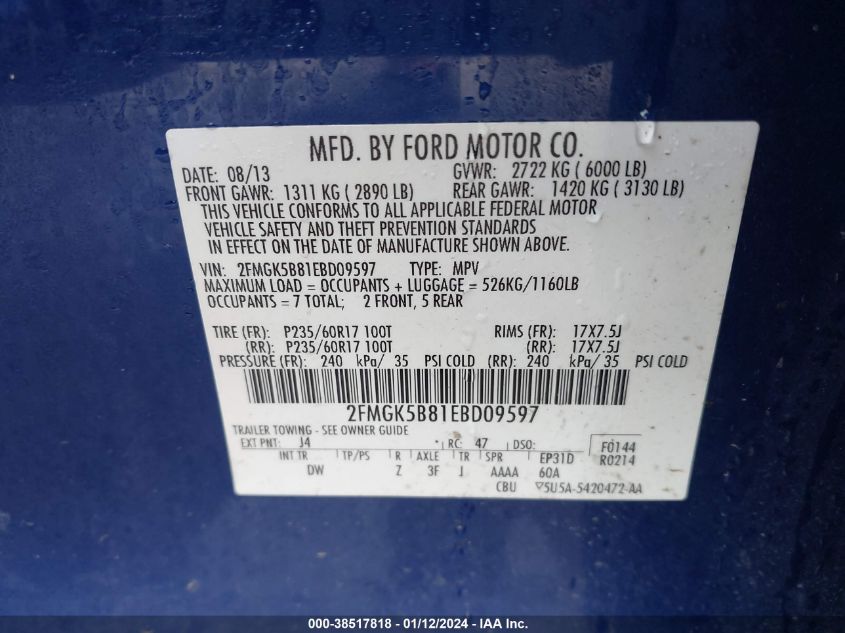 MFD. BY FORD MOTOR CO.
DATE: 08/13 GVWR: 2722 KG ( 6000 LB)
FRONT GAWR: 1311 KG ( 2890 LB) REAR GAWR: 1420 KG ( 3130 LB)
THIS VEHICLE CONFORMS TO ALL APPLICABLE FEDERAL MOTOR
VEHICLE SAFETY AND THEFT PREVENTION STANDARDS
IN EFFECT ON THE DATE OF MANUFACTURE SHOWN ABOVE.
VIN: 2FMGK5B81EBD09597 TYPE: MPV
MAXIMUM LOAD = OCCUPANTS + LUGGAGE = 526KG/1160LB
OCCUPANTS = 7 TOTAL; 2 FRONT, 5 REAR
TIRE (FR): P235/60R17 100T RIMS (FR): 17X7.5J
(RR): P235/60R17 100T (RR): 17X7.5J
PRESSURE (FR): 240 kPa/ 35 PSI COLD (RR): 240 kPa/ 35 PSI COLD
2FMGK5B81EBD09597
TRAILER TOWING - SEE OWNER GUIDE
EXT PNT: J4 RC: 47 DSO: F0144
INT TR TP/PS R AXLE TR SPR EP31D R0214
DW Z 3F J AAAA 60A
CBU 5U5A-5420472-AA
000-38517818 - 01/12/2024 - IAA Inc.